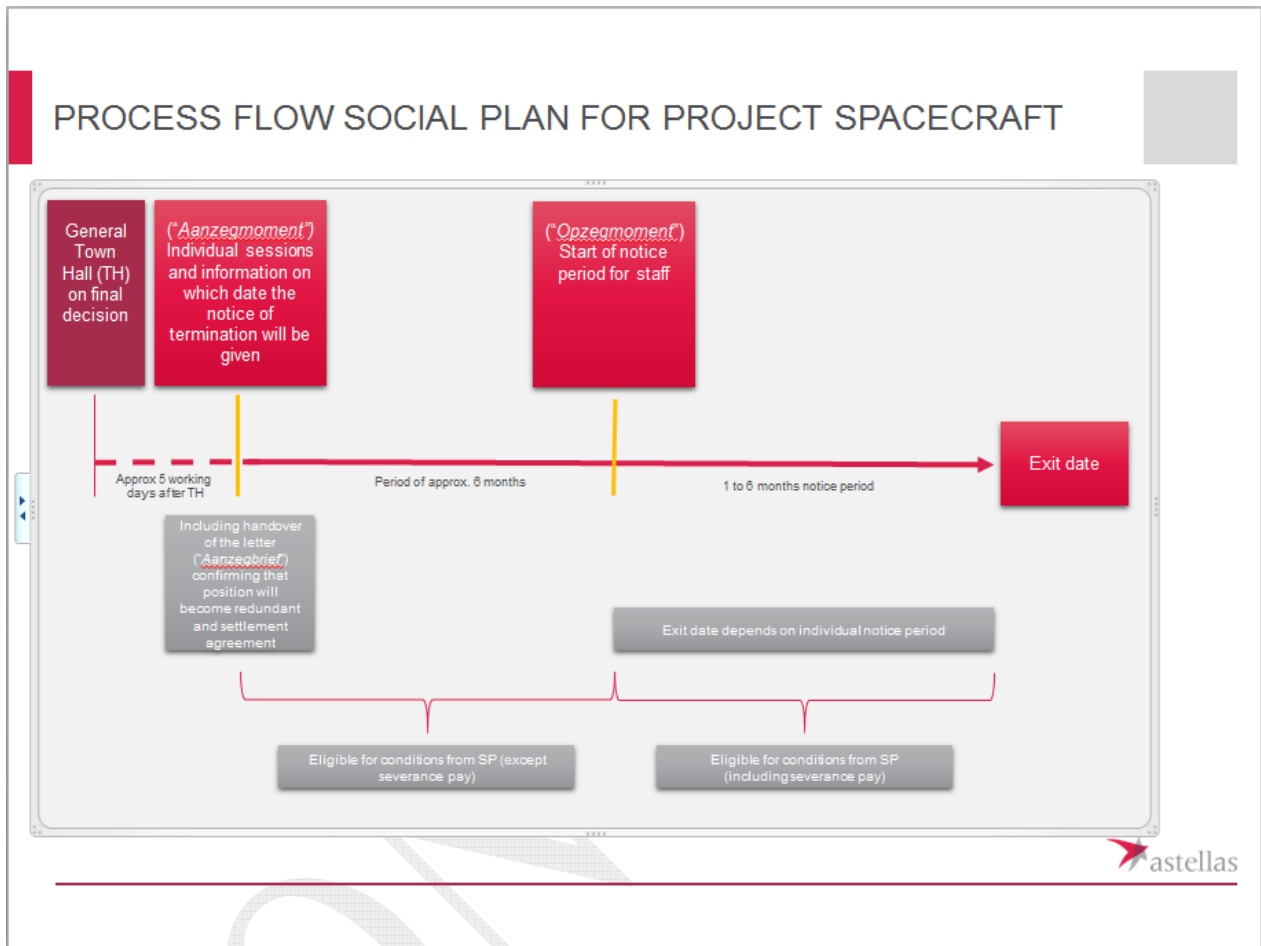 PROCESS FLOW SOCIAL PLAN FOR PROJECT SPACECRAFT
General
Town
Hall (TH)
on final
decision
("Aanzegmoment")
Individual sessions
and information on
which date the
notice of
termination will be
given
("Opzegmoment")
Start of notice
period for staff
Exit date
Approx 5 working
days after TH
Period of approx. 6 months
1 to 6 months notice period
Including handover
of the letter
("Aanzegbrief")
confirming that
position will
become redundant
and settlement
agreement
Exit date depends on individual notice period
Eligible for conditions from SP (except
severance pay)
Eligible for conditions from SP
(including severance pay)
astellas